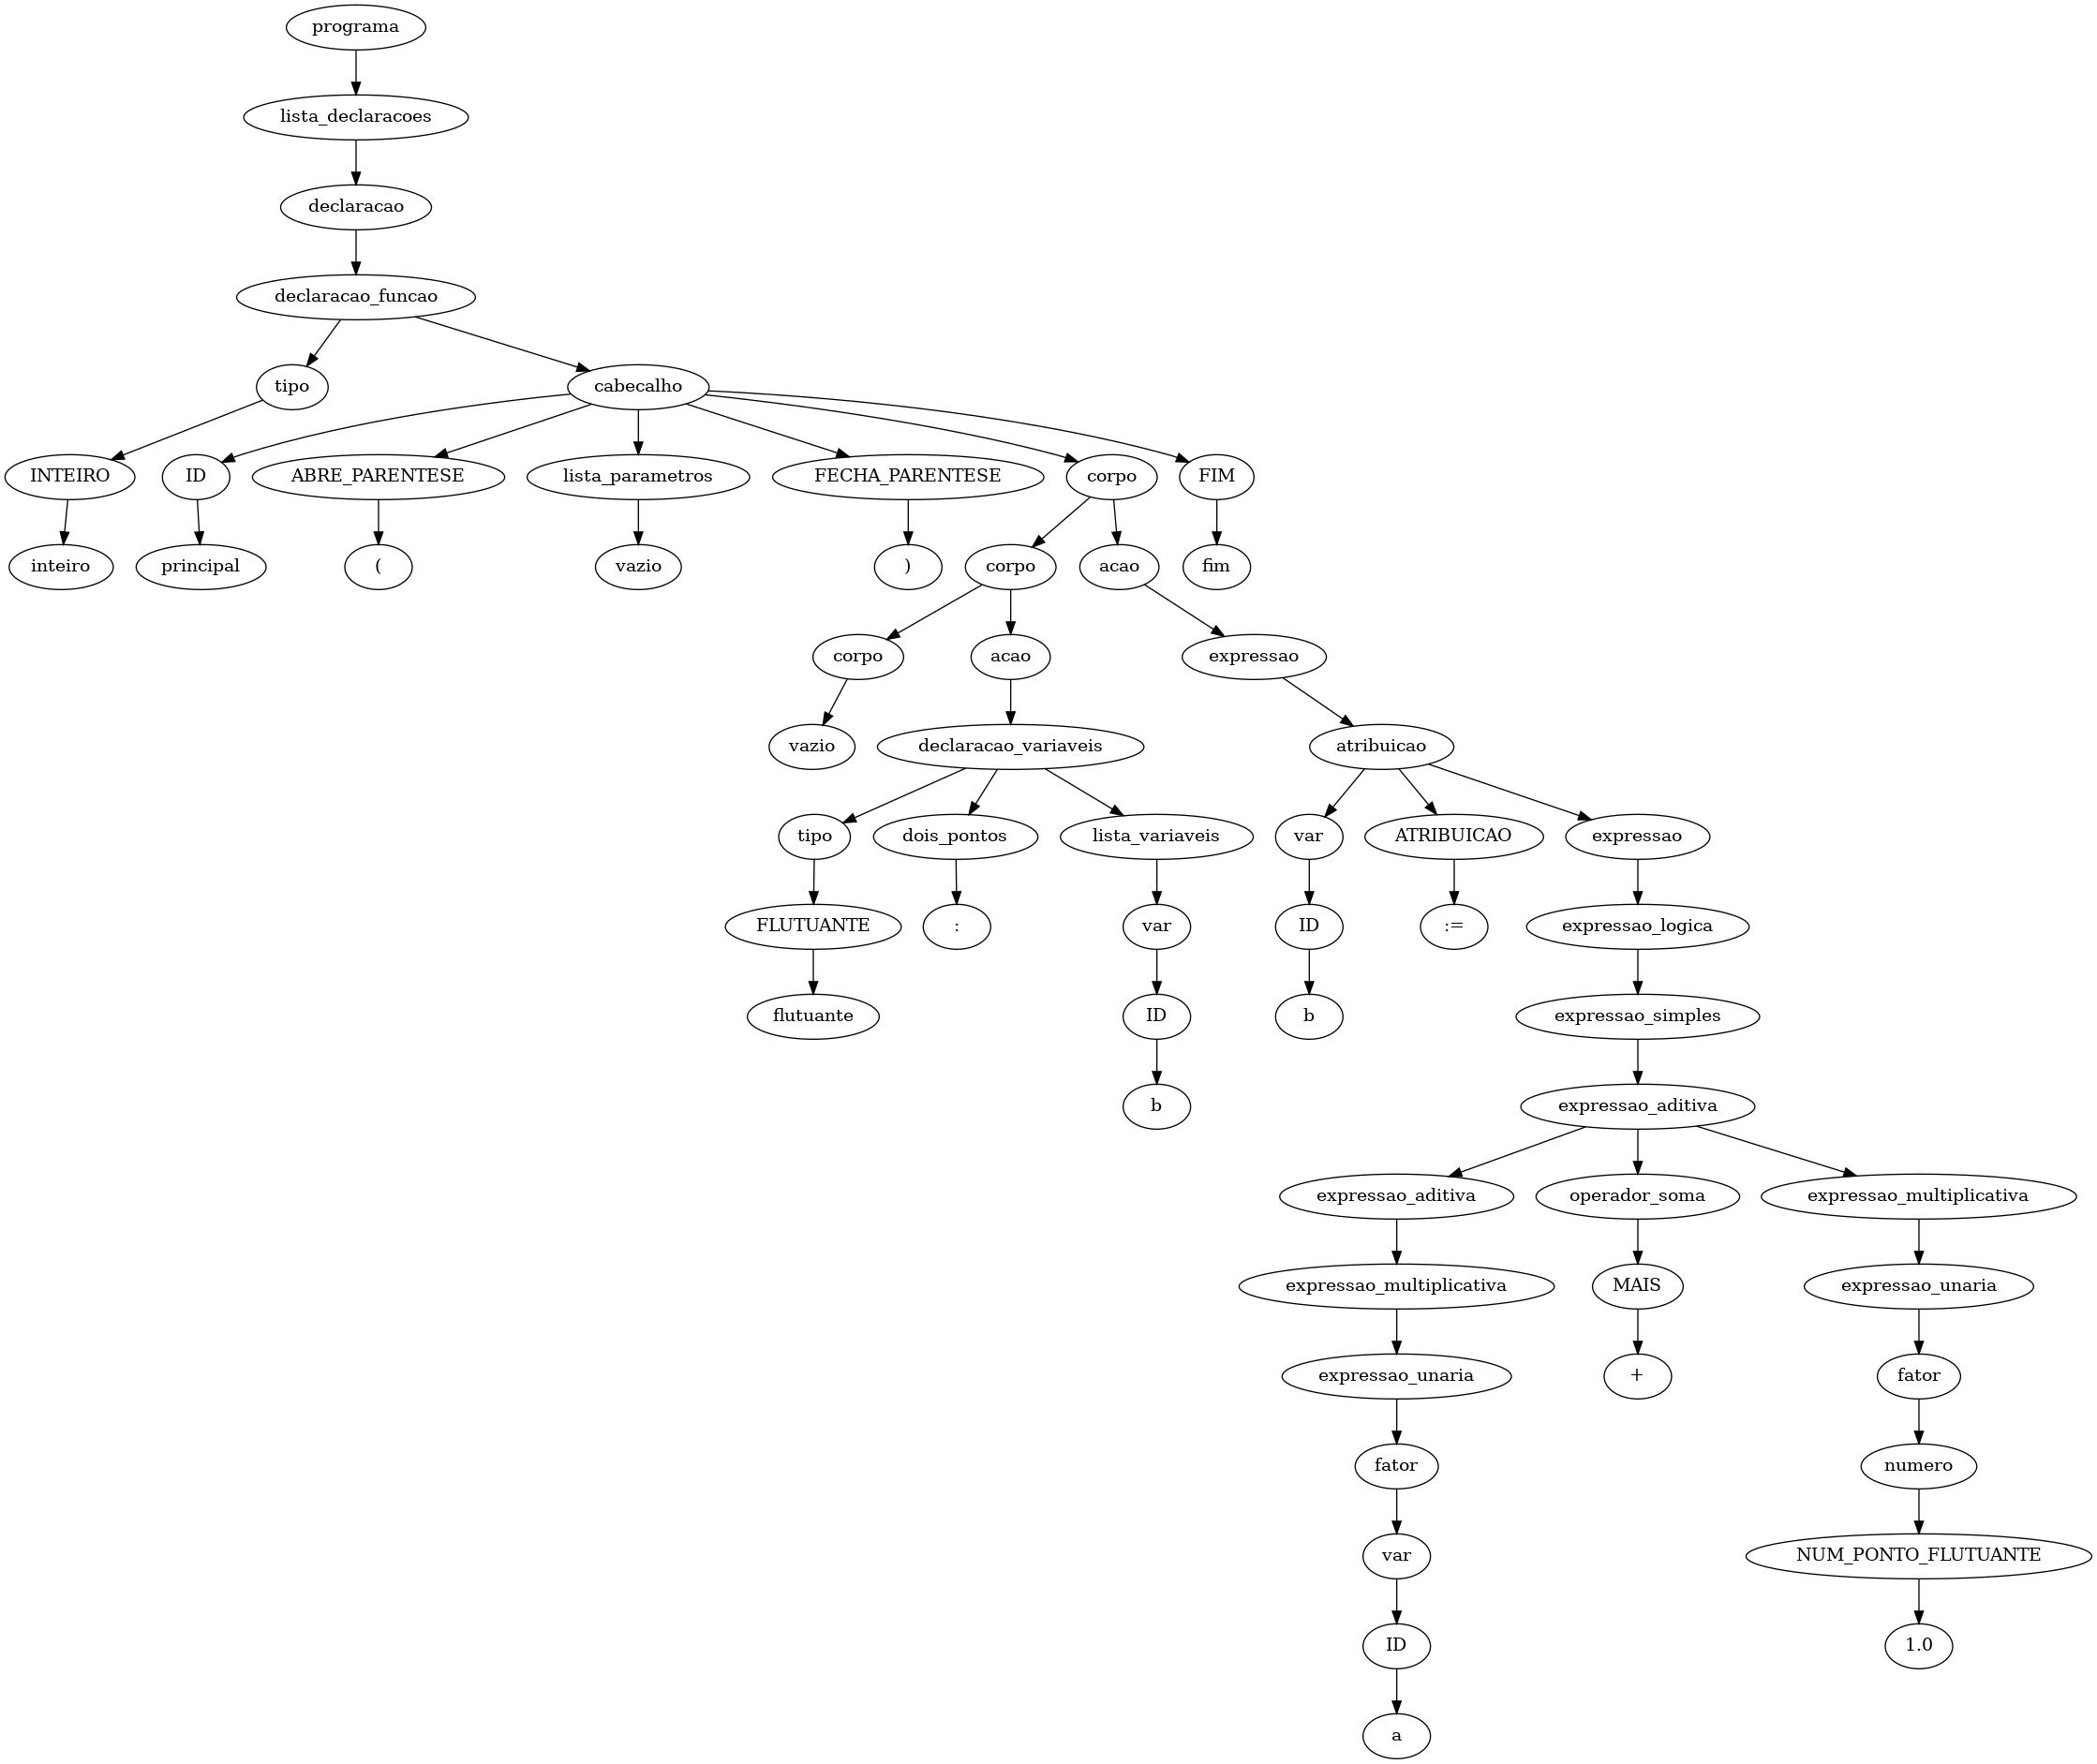 programa
lista_declaracoes
declaracao
declaracao_funcao
tipo
cabecalho
INTEIRO
ID
ABRE_PARENTESE
lista_parametros
FECHA_PARENTESE
corpo
FIM
inteiro
principal
(
vazio
)
corpo
acao
fim
corpo
acao
expressao
vazio
declaracao_variaveis
atribuicao
tipo
dois_pontos
lista_variaveis
var
ATRIBUICAO
expressao
FLUTUANTE
:
var
ID
:=
expressao_logica
flutuante
ID
b
expressao_simples
b
expressao_aditiva
expressao_aditiva
operador_soma
expressao_multiplicativa
expressao_multiplicativa
MAIS
expressao_unaria
expressao_unaria
+
fator
fator
numero
var
NUM_PONTO_FLUTUANTE
ID
1.0
a